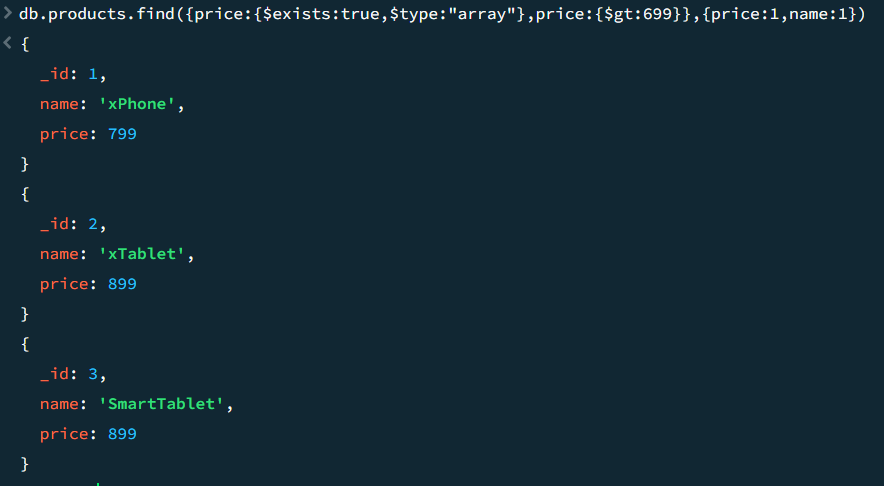 db.products.find({price:{$exists:true,$type:"array"},price:{$gt:699}},{price:1,name:1})
{
_id: 1,
name: 'xPhone',
price: 799
}
{
_id: 2,
name: 'xTablet',
price: 899
}
{
_id: 3,
name: 'SmartTablet',
price: 899
}